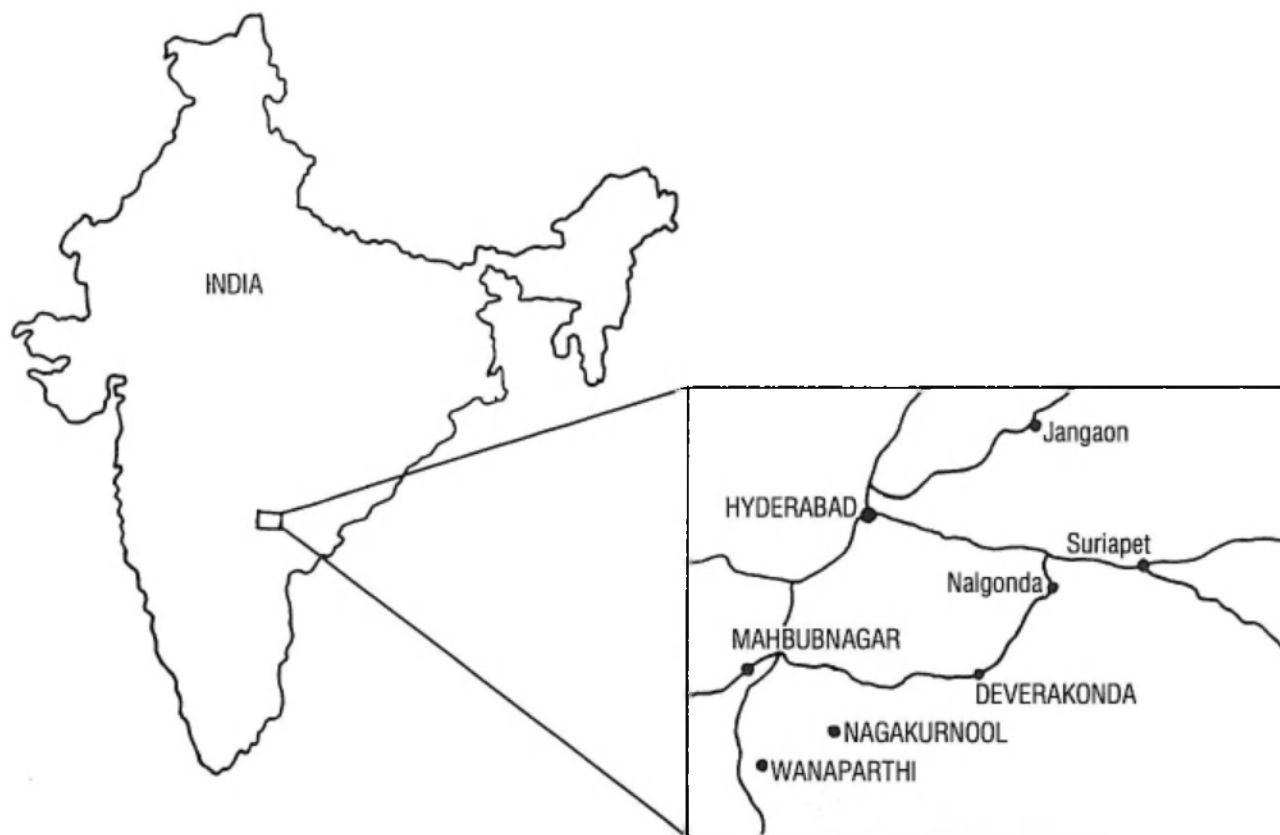 INDIA
Jangaon
HYDERABAD
Suriapet
Nalgonda
MAHBUBNAGAR
DEVERAKONDA
NAGAKURNOOL
WANAPARTHI